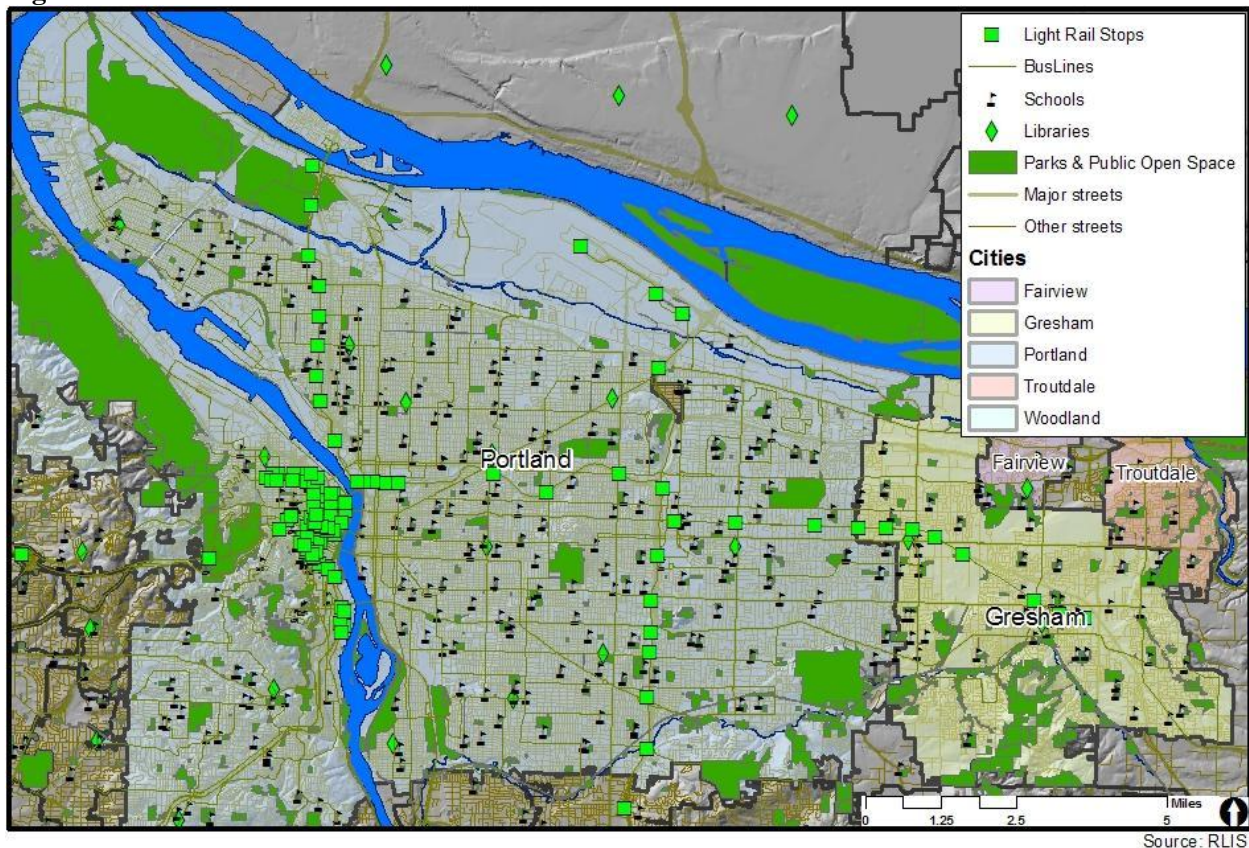 Light Rail Stops
BusLines
Schools
Libraries
Parks & Public Open Space
Major streets
Other streets
Cities
Fairview
Gresham
Portland
Troutdale
Woodland
Portland
Fairview
Troutdale
Gresham
Miles
0 1.25 2.5 5
Source: RLIS